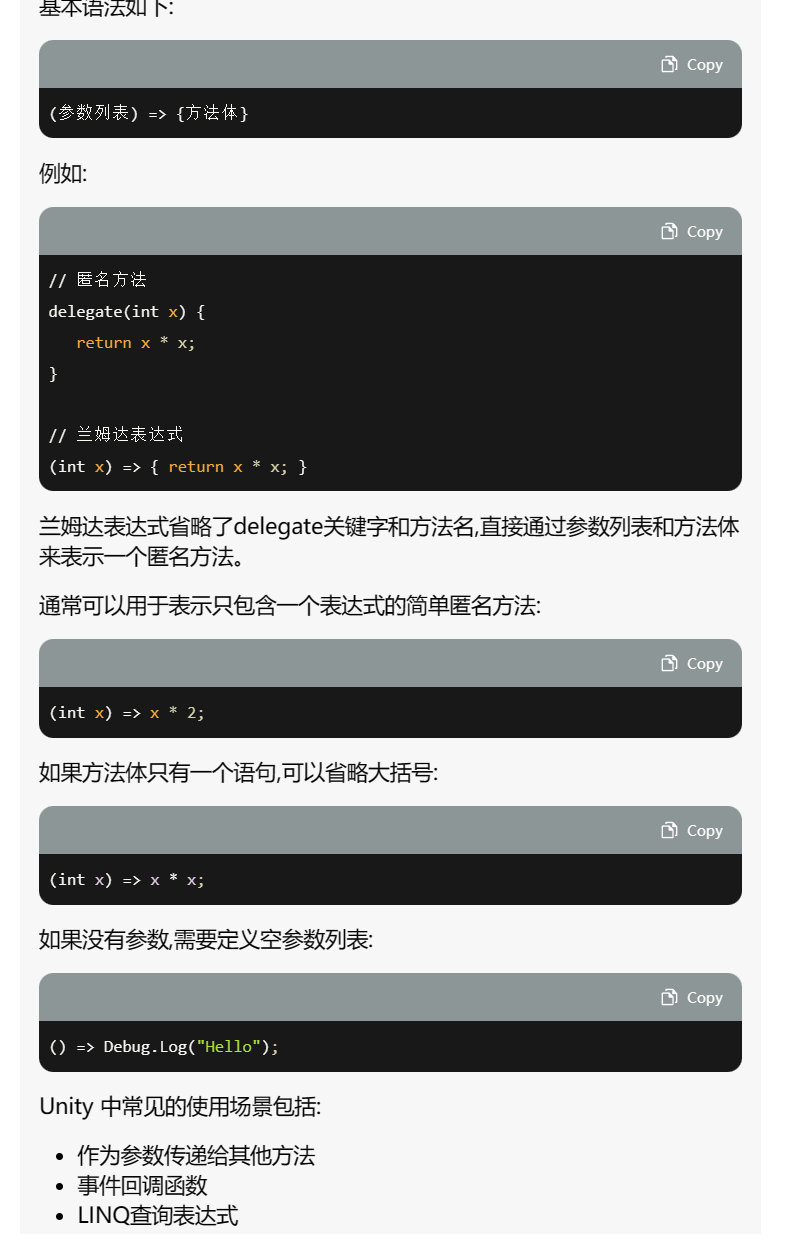 基本语法如下:
Copy
(参数列表) => {方法体}
例如:
Copy
// 匿名方法
delegate(int x) {
return x * x;
}
// 兰姆达表达式
(int x) => { return x * x; }
兰姆达表达式省略了delegate关键字和方法名,直接通过参数列表和方法体
来表示一个匿名方法。
通常可以用于表示只包含一个表达式的简单匿名方法:
Copy
(int x) => x * 2;
如果方法体只有一个语句,可以省略大括号:
Copy
(int x) => x * x;
如果没有参数,需要定义空参数列表:
Copy
() => Debug.Log("Hello");
Unity 中常见的使用场景包括:
• 作为参数传递给其他方法
• 事件回调函数
• LINQ查询表达式